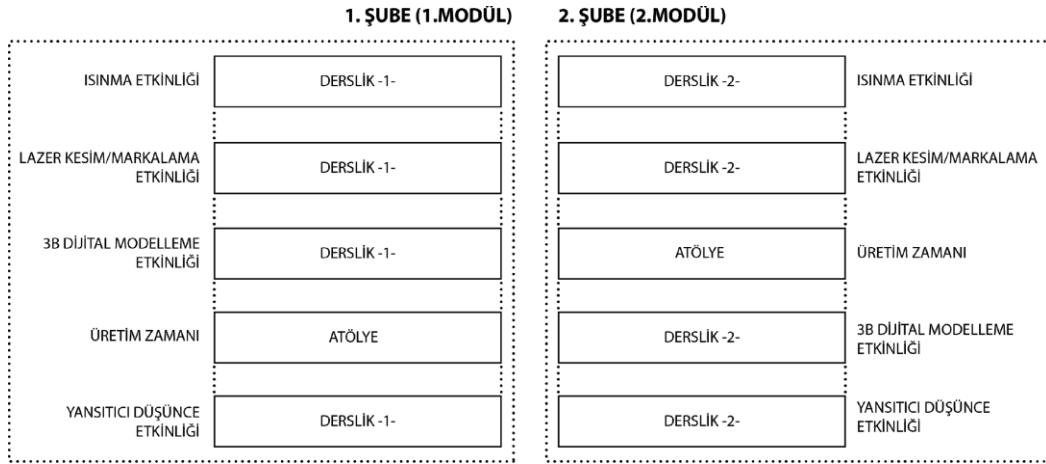 1. ŞUBE (1.MODÜL)
ISINMA ETKİNLİĞİ
DERSLİK -1-
LAZER KESİM/MARKALAMA
ETKİNLİĞİ
DERSLİK -1-
3B DİJİTAL MODELLEME
ETKİNLİĞİ
DERSLİK -1-
ÜRETİM ZAMANI
ATÖLYE
YANSITICI DÜŞÜNCE
ETKİNLİĞİ
DERSLİK -1-
2. ŞUBE (2.MODÜL)
DERSLİK -2-
ISINMA ETKİNLİĞİ
DERSLİK -2-
LAZER KESİM/MARKALAMA
ETKİNLİĞİ
ATÖLYE
ÜRETİM ZAMANI
DERSLİK -2-
3B DİJİTAL MODELLEME
ETKİNLİĞİ
DERSLİK -2-
YANSITICI DÜŞÜNCE
ETKİNLİĞİ